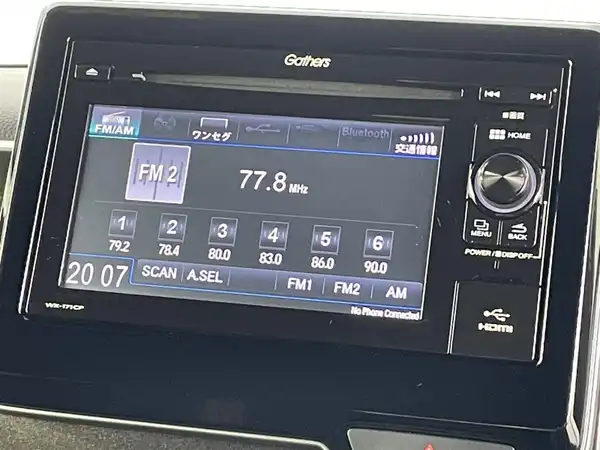 Gathers
FM/AM
ワンセグ
Bluetooth
交通情報
HOME
FM 2
77.8 MHz
1 2 3 4 5 6
79.2 78.4 80.0 83.0 86.0 90.0
MENU BACK
20 07 SCAN A.SEL FM1 FM2 AM
No Phone Connected
WX-171CP
HDMI